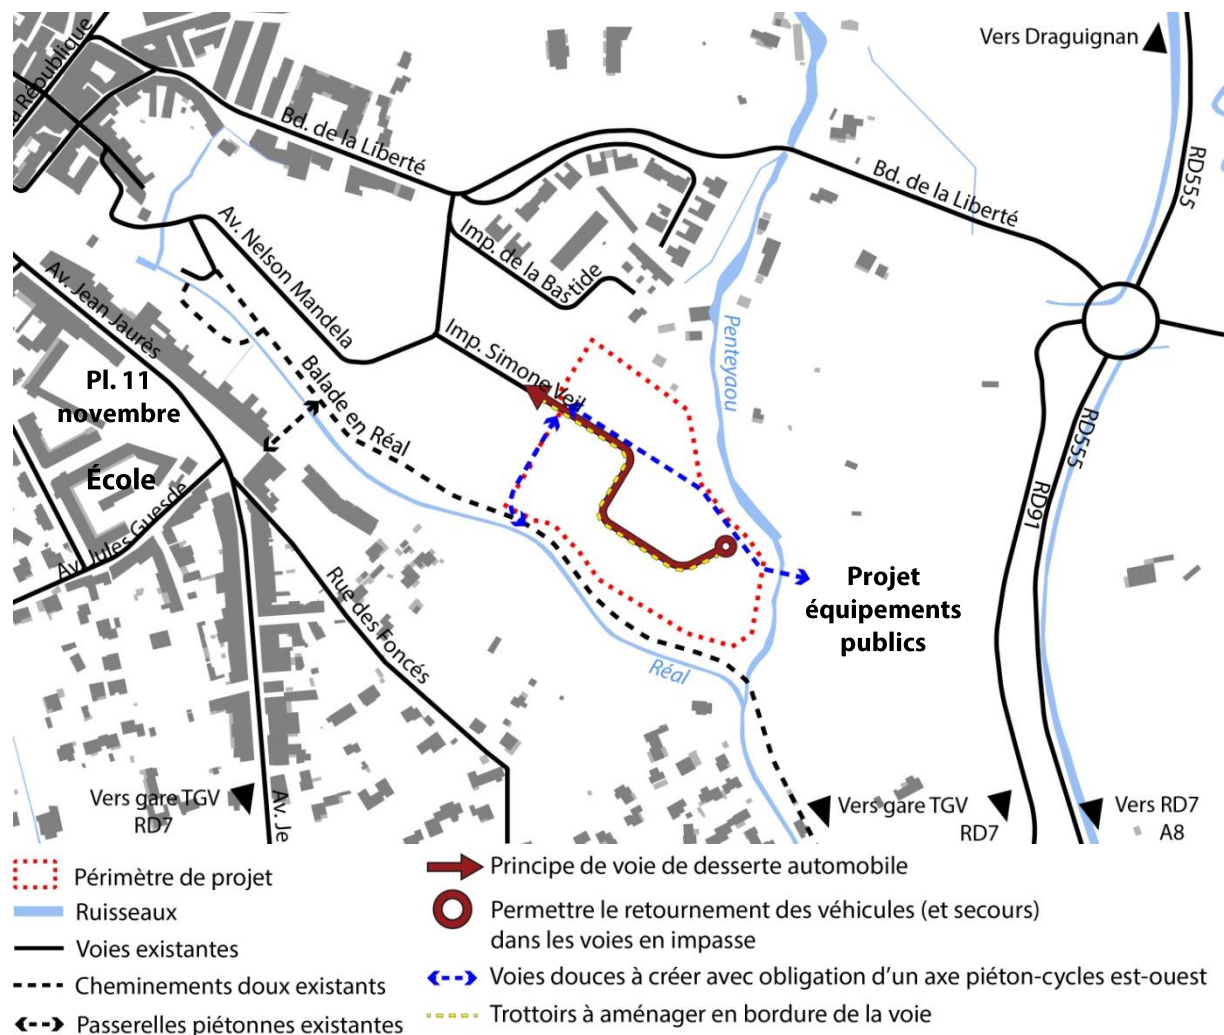 Vers Draguignan
la République
Bd. de la Liberté
Bd. de la Liberté
RD555
Av. Nelson Mandela
Imp. de la Bastide
Av. Jean Jaurès
Imp. Simone Veil
Penteyaou
Pl. 11
novembre
Balade en Réal
RD555
École
RD91
Av. Jules Guesde
Projet
équipements
publics
Rue des Foncés
Réal
Vers gare TGV
RD7
Av. Je
Vers gare TGV
RD7
Vers RD7
A8
Périmètre de projet
Ruisseaux
Voies existantes
Cheminements doux existants
Passerelles piétonnes existantes
Principe de voie de desserte automobile
Permettre le retournement des véhicules (et secours)
dans les voies en impasse
Voies douces à créer avec obligation d'un axe piéton-cycles est-ouest
Trottoirs à aménager en bordure de la voie